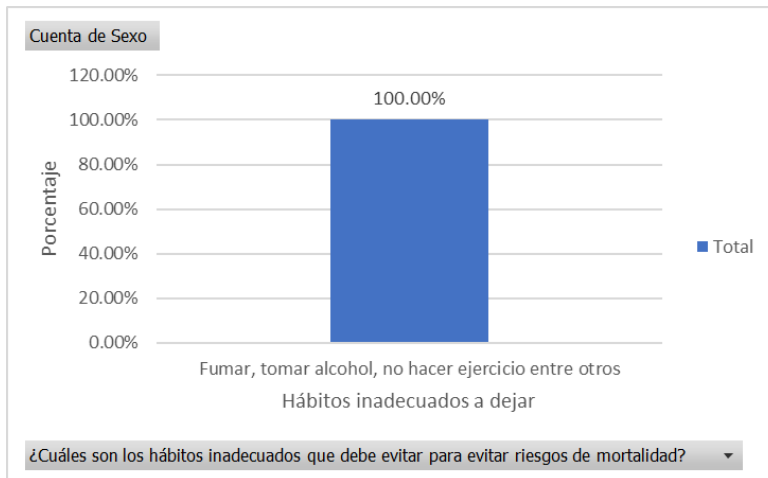 Cuenta de Sexo
120.00%
100.00%
100.00%
80.00%
60.00%
40.00%
20.00%
0.00%
Porcentaje
Total
Fumar, tomar alcohol, no hacer ejercicio entre otros
Hábitos inadecuados a dejar
¿Cuáles son los hábitos inadecuados que debe evitar para evitar riesgos de mortalidad?